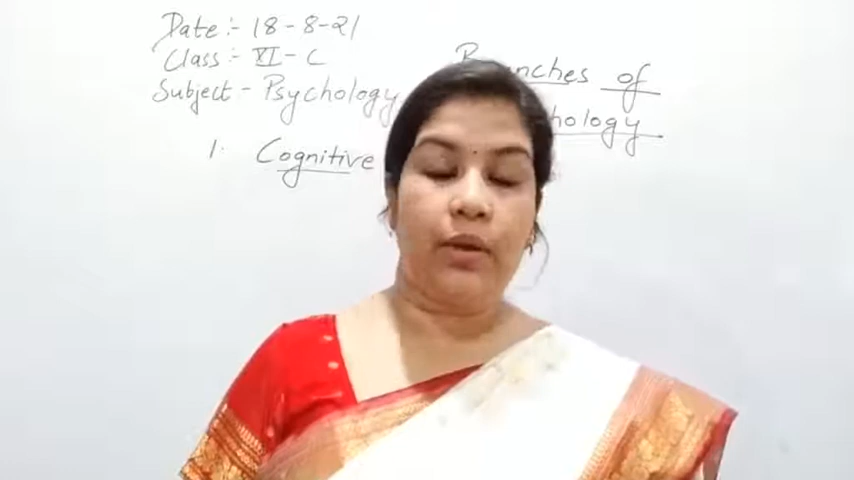 Date :- 18-8-21
Class :- XI - C
Subject :- Psychology
of
1. Cognitive